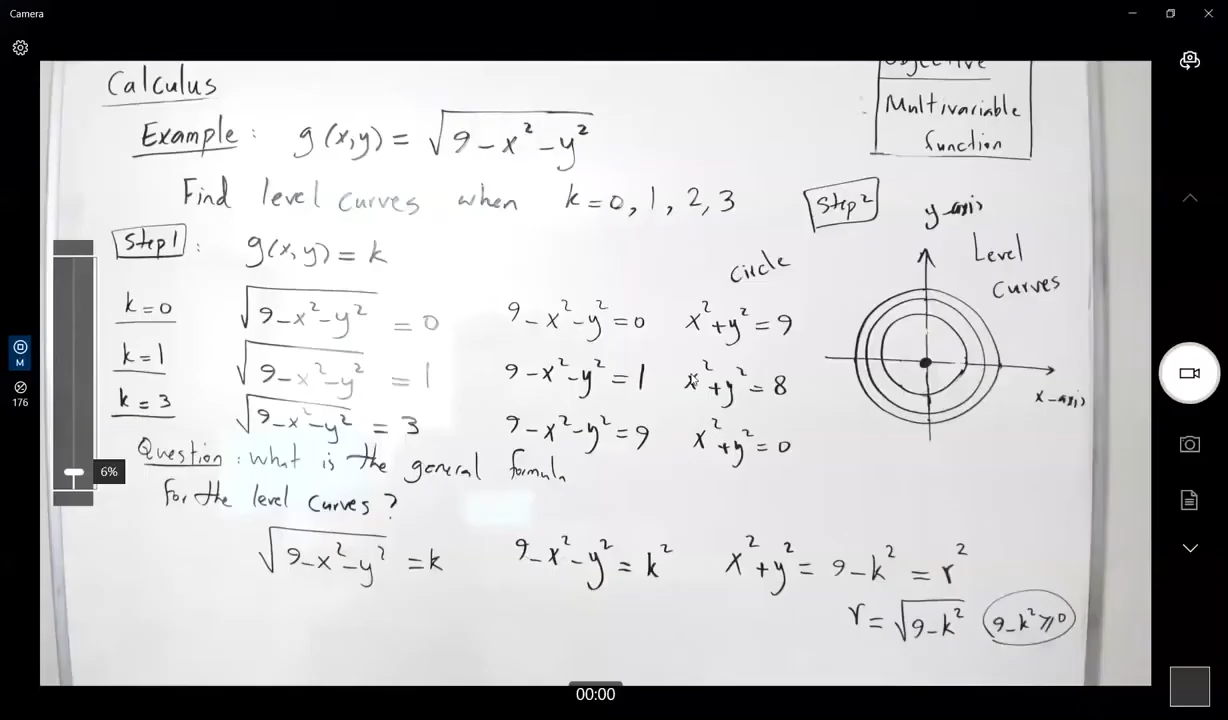 Camera
Calculus
Objective
Multivariable
function
Example: g(x,y) = √(9-x²-y²)
Find level curves when k=0, 1, 2, 3
Step 1: g(x,y) = k
k=0 √(9-x²-y²) = 0 9-x²-y²=0 x²+y²=9
k=1 √(9-x²-y²) = 1 9-x²-y²=1 x²+y²=8
k=3 √(9-x²-y²) = 3 9-x²-y²=9 x²+y²=0
circle
Step 2
y-axis
Level
Curves
x-axis
Question: what is the general formula
for the level curves?
√(9-x²-y²) = k 9-x²-y²=k² x²+y²=9-k²=r²
r=√(9-k²) 9-k²⩾0
M
176
6%
00:00